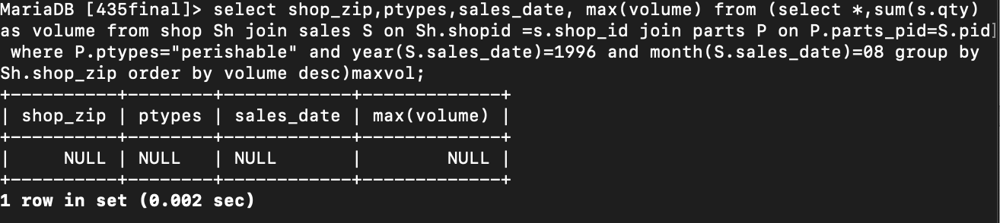 MariaDB [435final]> select shop_zip,ptypes,sales_date, max(volume) from (select *,sum(s.qty)
as volume from shop Sh join sales S on Sh.shopid =s.shop_id join parts P on P.parts_pid=S.pid]
 where P.ptypes="perishable" and year(S.sales_date)=1996 and month(S.sales_date)=08 group by
Sh.shop_zip order by volume desc)maxvol;
+----------+--------+------------+-------------+
| shop_zip | ptypes | sales_date | max(volume) |
+----------+--------+------------+-------------+
|     NULL | NULL   | NULL       |        NULL |
+----------+--------+------------+-------------+
1 row in set (0.002 sec)